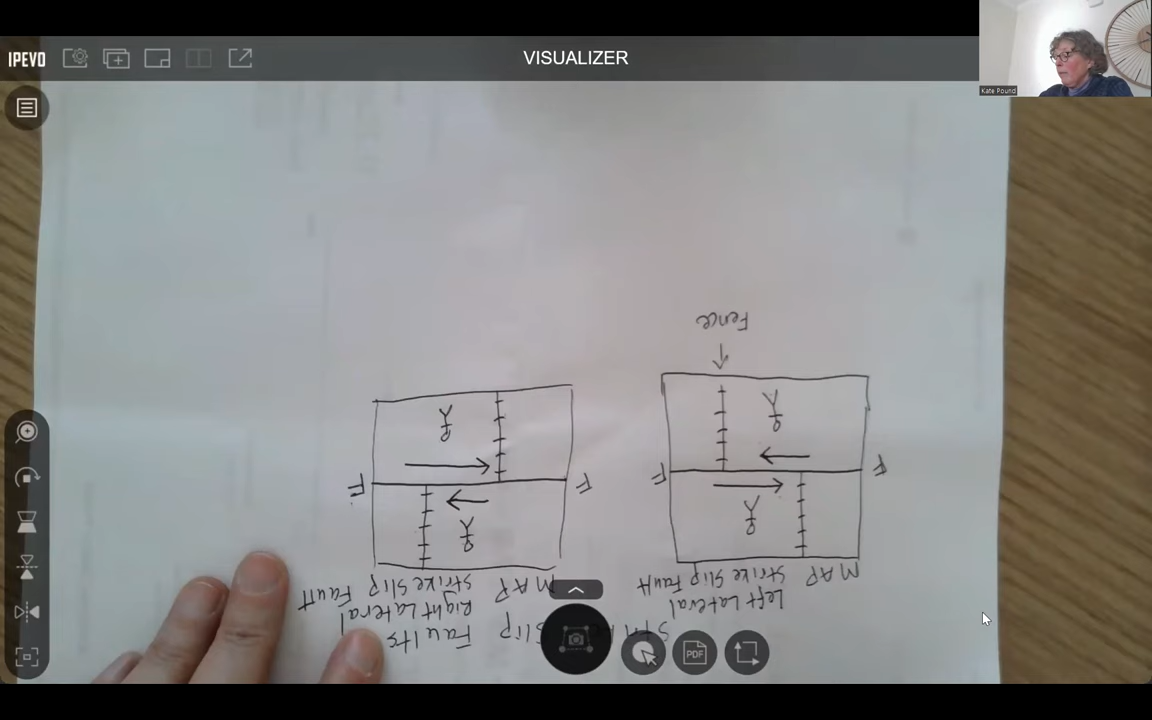 IPEVO
VISUALIZER
Kate Pound
Slip Faults
MAP Left Lateral
Strike Slip Fault
F F
Fence
MAP Right Lateral
Strike Slip Fault
F F
PDF